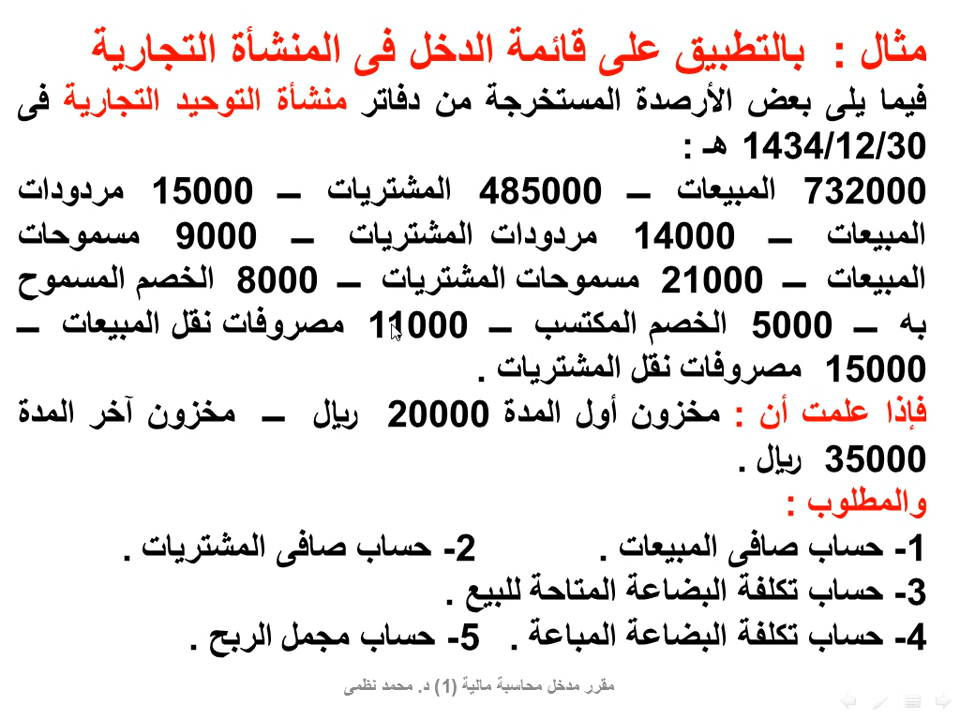 مثال : بالتطبيق على قائمة الدخل فى المنشأة التجارية
فيما يلى بعض الأرصدة المستخرجة من دفاتر منشأة التوحيد التجارية فى
1434/12/30 هـ :
732000 المبيعات – 485000 المشتريات – 15000 مردودات
المبيعات – 14000 مردودات المشتريات – 9000 مسموحات
المبيعات – 21000 مسموحات المشتريات – 8000 الخصم المسموح
به – 5000 الخصم المكتسب – 11000 مصروفات نقل المبيعات –
15000 مصروفات نقل المشتريات .
فإذا علمت أن : مخزون أول المدة 20000 ريال – مخزون آخر المدة
35000 ريال .
والمطلوب :
1- حساب صافى المبيعات . 2- حساب صافى المشتريات .
3- حساب تكلفة البضاعة المتاحة للبيع .
4- حساب تكلفة البضاعة المباعة . 5- حساب مجمل الربح .
مقرر مدخل محاسبة مالية (1) د. محمد نظمى